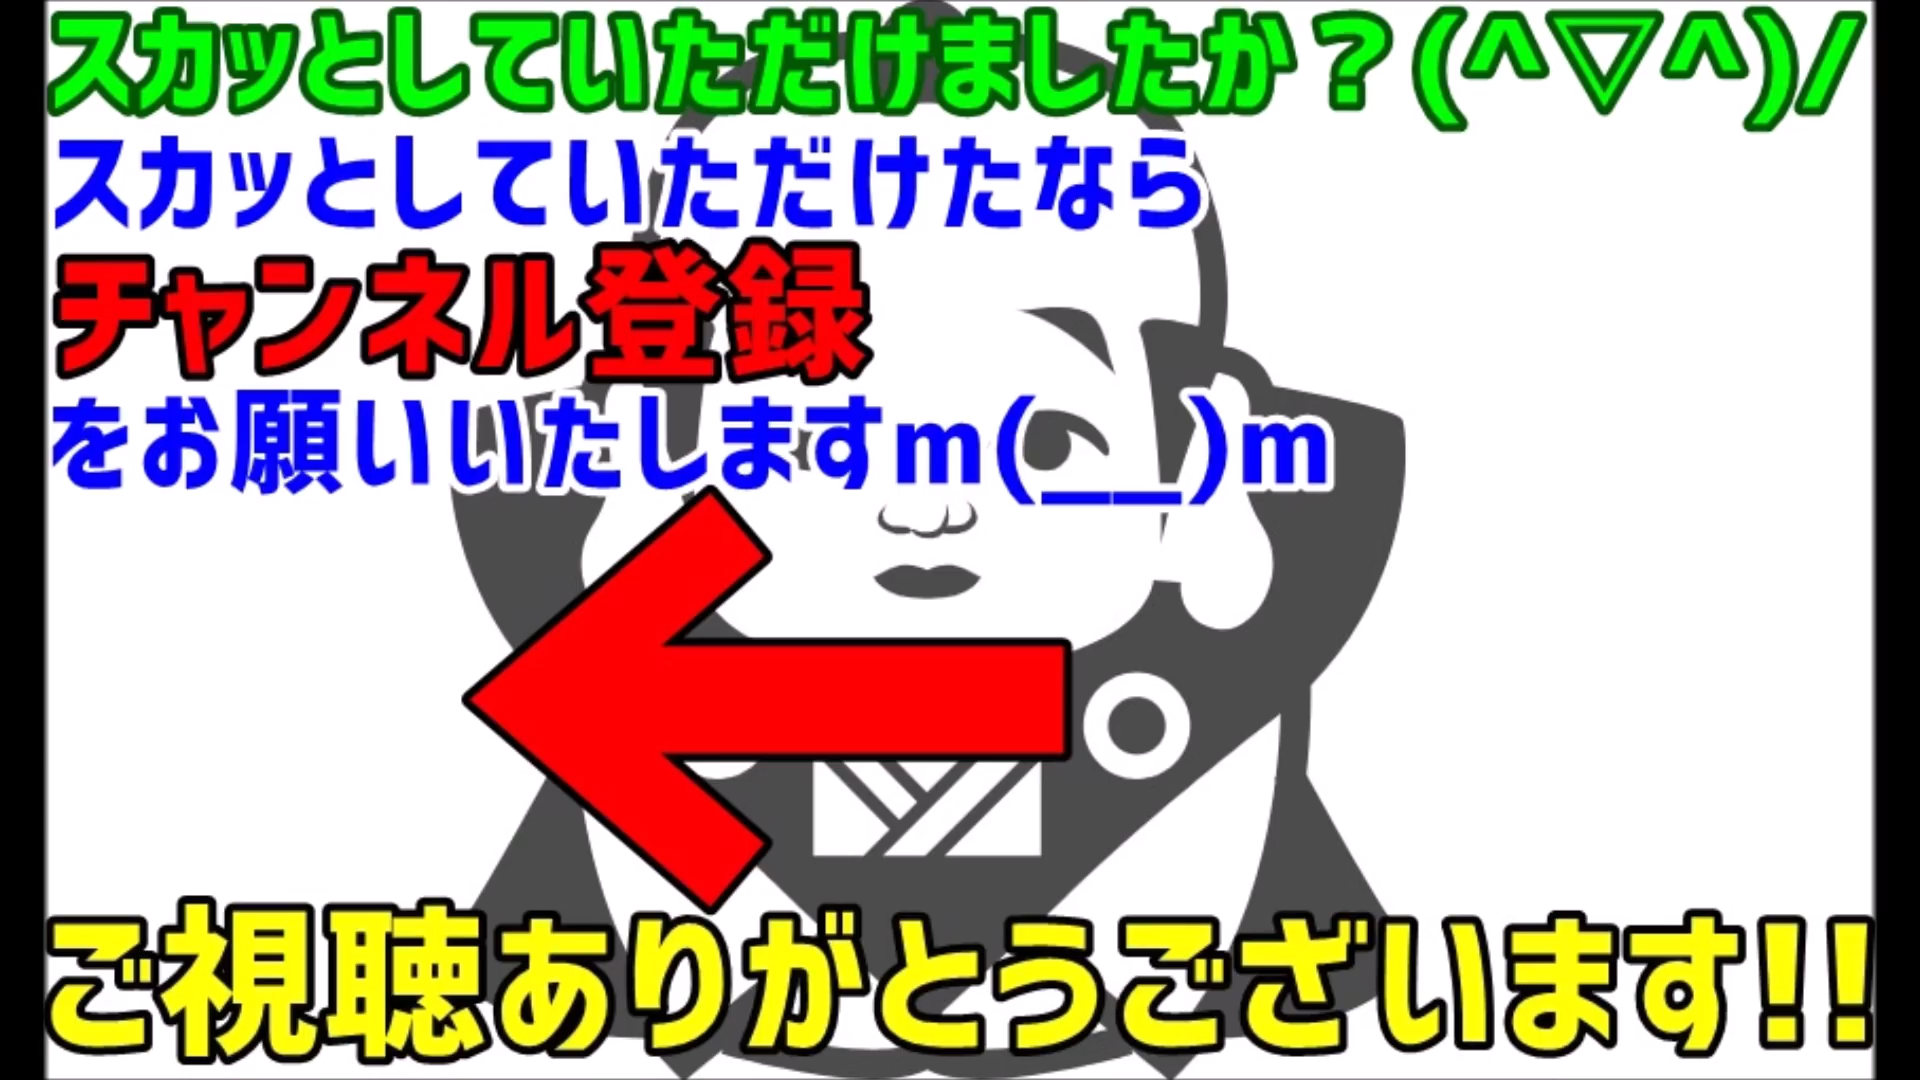 スカッとしていただけましたか？(^▽^)/
スカッとしていただけたなら
チャンネル登録
をお願いいたしますm(__)m
ご視聴ありがとうございます!!